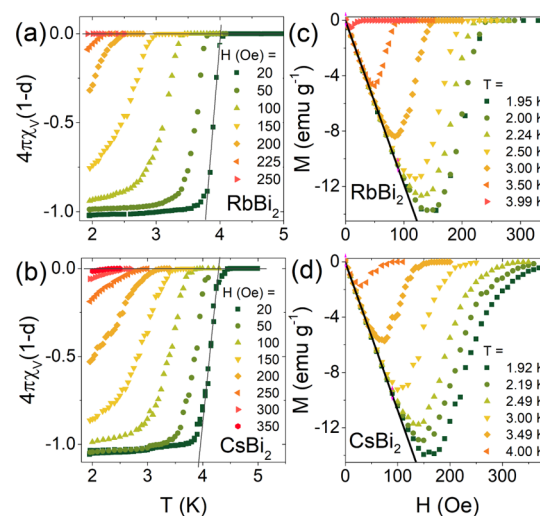 (a)
H (Oe) =
20
50
100
150
200
225
250
RbBi2
4πχV(1-d)
0.0
-0.5
-1.0
2 3 4 5
(c)
T =
1.95 K
2.00 K
2.24 K
2.50 K
3.00 K
3.50 K
3.99 K
RbBi2
M (emu g-1)
0
-4
-8
-12
0 100 200 300
(b)
H (Oe) =
20
50
100
150
200
250
300
350
CsBi2
4πχV(1-d)
0.0
-0.5
-1.0
2 3 4 5
T (K)
(d)
T =
1.92 K
2.19 K
2.49 K
3.00 K
3.49 K
4.00 K
CsBi2
M (emu g-1)
0
-4
-8
-12
0 100 200 300
H (Oe)